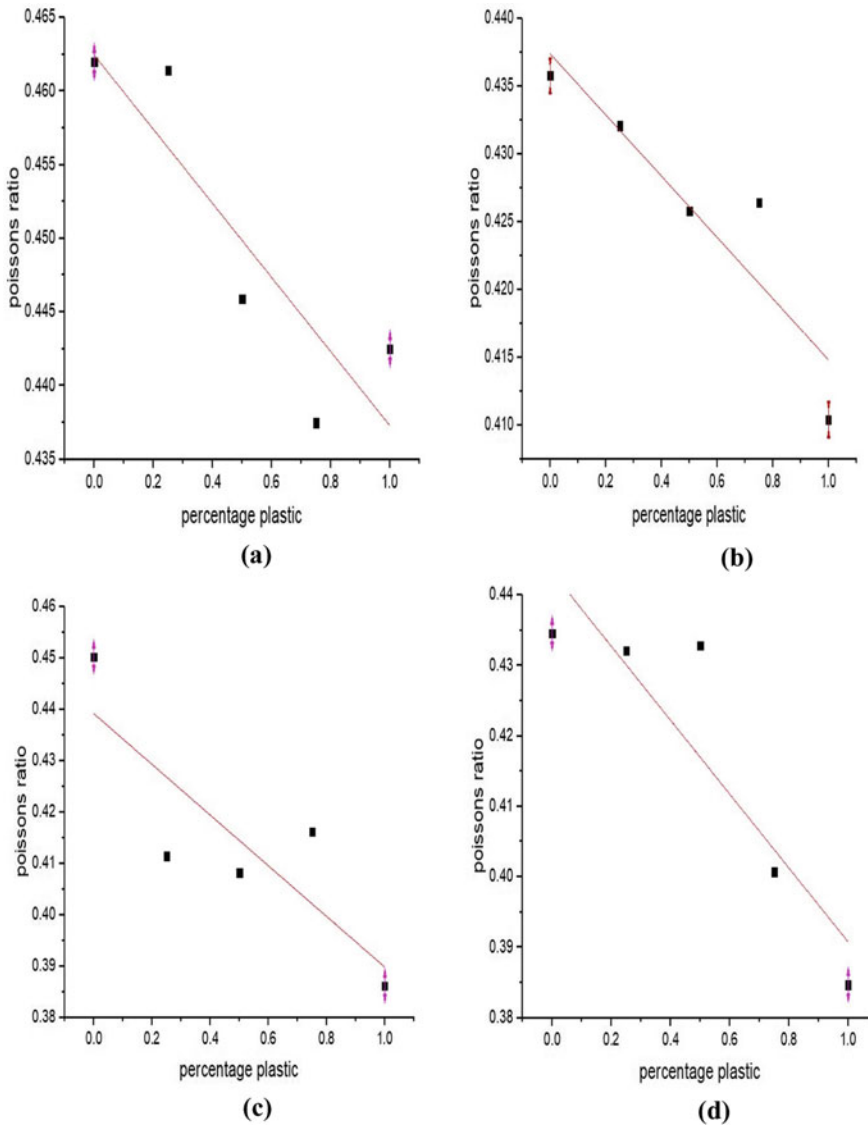 0.465
0.460
0.455
0.450
0.445
0.440
0.435
poissons ratio
0.0 0.2 0.4 0.6 0.8 1.0
percentage plastic
(a)
0.440
0.435
0.430
0.425
0.420
0.415
0.410
poissons ratio
0.0 0.2 0.4 0.6 0.8 1.0
percentage plastic
(b)
0.46
0.45
0.44
0.43
0.42
0.41
0.40
0.39
0.38
poissons ratio
0.0 0.2 0.4 0.6 0.8 1.0
percentage plastic
(c)
0.44
0.43
0.42
0.41
0.40
0.39
0.38
poissons ratio
0.0 0.2 0.4 0.6 0.8 1.0
percentage plastic
(d)